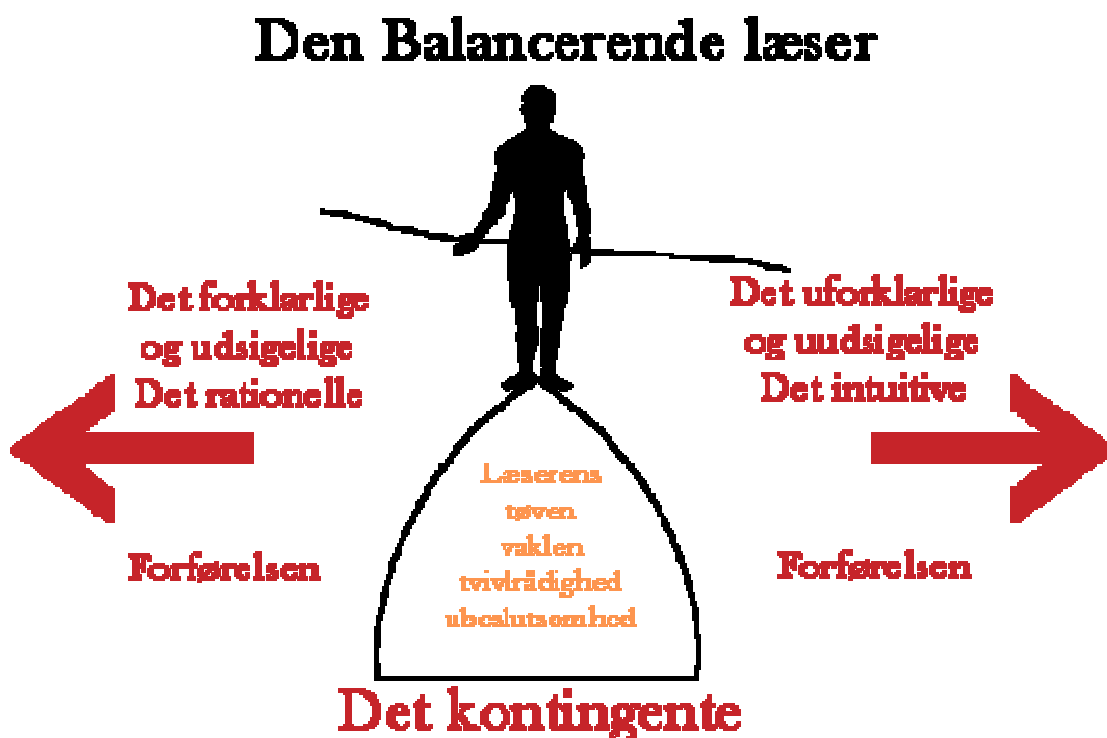 Den Balancerende læser
Det forklarlige
og udsigelige
Det rationelle
Det uforklarlige
og uudsigelige
Det intuitive
Læserens
tøven
vaklen
tvivlrådighed
ubeslutsomhed
Forførelsen
Forførelsen
Det kontingente